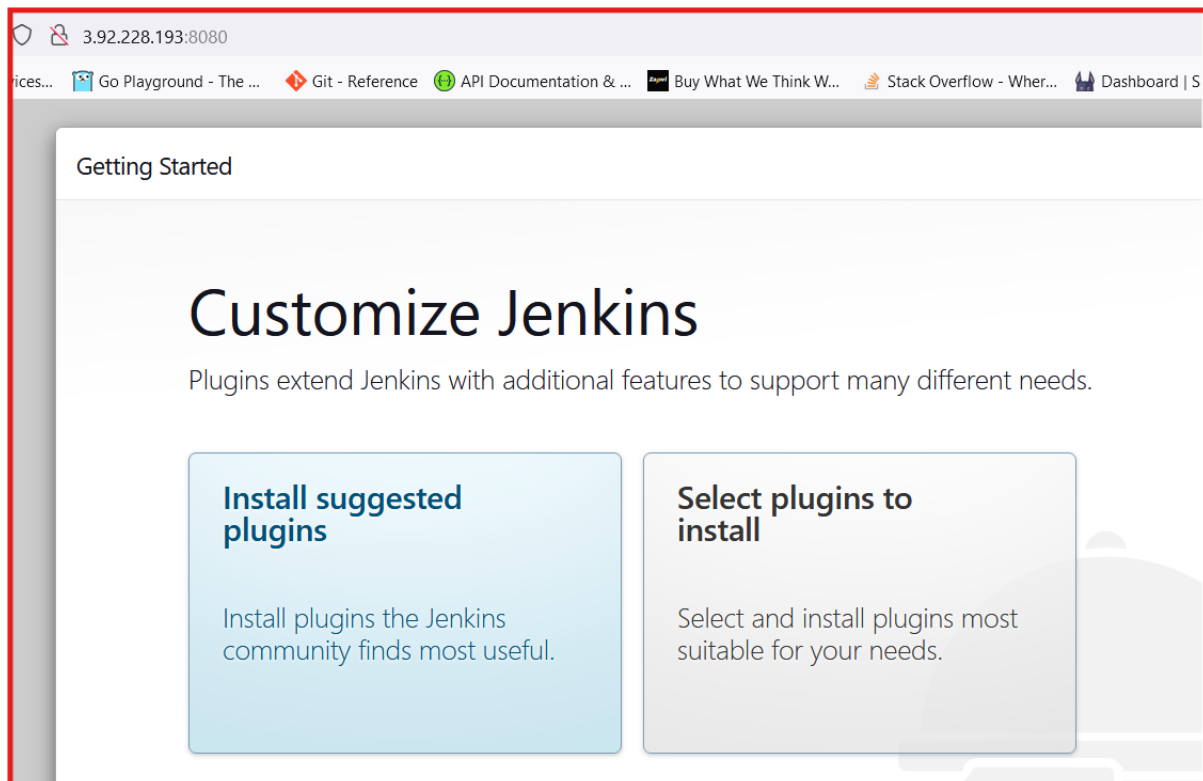 3.92.228.193:8080
ices... Go Playground - The ... Git - Reference API Documentation & ... Buy What We Think W... Stack Overflow - Wher... Dashboard | S
Getting Started
Customize Jenkins
Plugins extend Jenkins with additional features to support many different needs.
Install suggested
plugins
Install plugins the Jenkins
community finds most useful.
Select plugins to
install
Select and install plugins most
suitable for your needs.